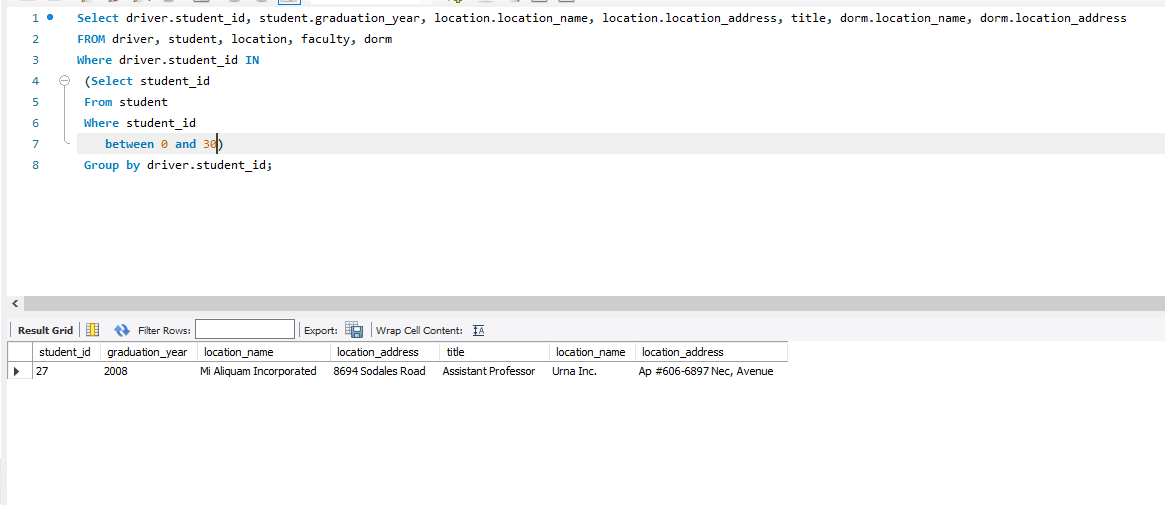 1 Select driver.student_id, student.graduation_year, location.location_name, location.location_address, title, dorm.location_name, dorm.location_address
2 FROM driver, student, location, faculty, dorm
3 Where driver.student_id IN
4 (Select student_id
5 From student
6 Where student_id
7 between 0 and 30)
8 Group by driver.student_id;
Result Grid Filter Rows: Export: Wrap Cell Content:
student_id graduation_year location_name location_address title location_name location_address
27 2008 Mi Aliquam Incorporated 8694 Sodales Road Assistant Professor Urna Inc. Ap #606-6897 Nec, Avenue